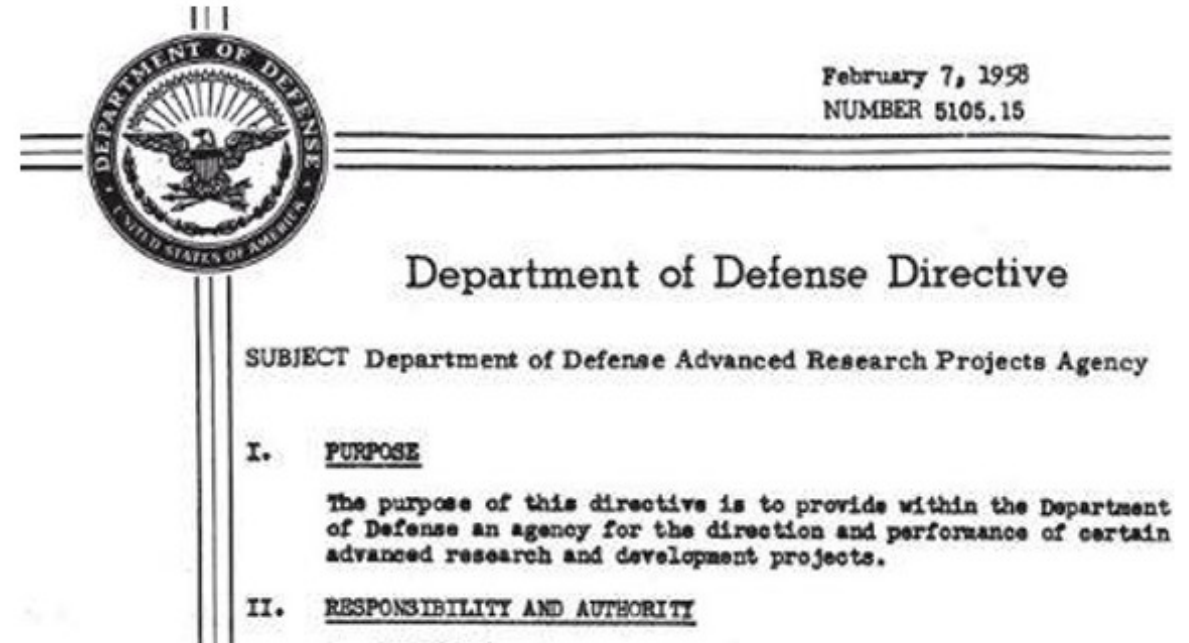 DEPARTMENT OF DEFENSE
UNITED STATES OF AMERICA
February 7, 1958
NUMBER 5105.15
Department of Defense Directive
SUBJECT Department of Defense Advanced Research Projects Agency
I. PURPOSE
The purpose of this directive is to provide within the Department
of Defense an agency for the direction and performance of certain
advanced research and development projects.
II. RESPONSIBILITY AND AUTHORITY